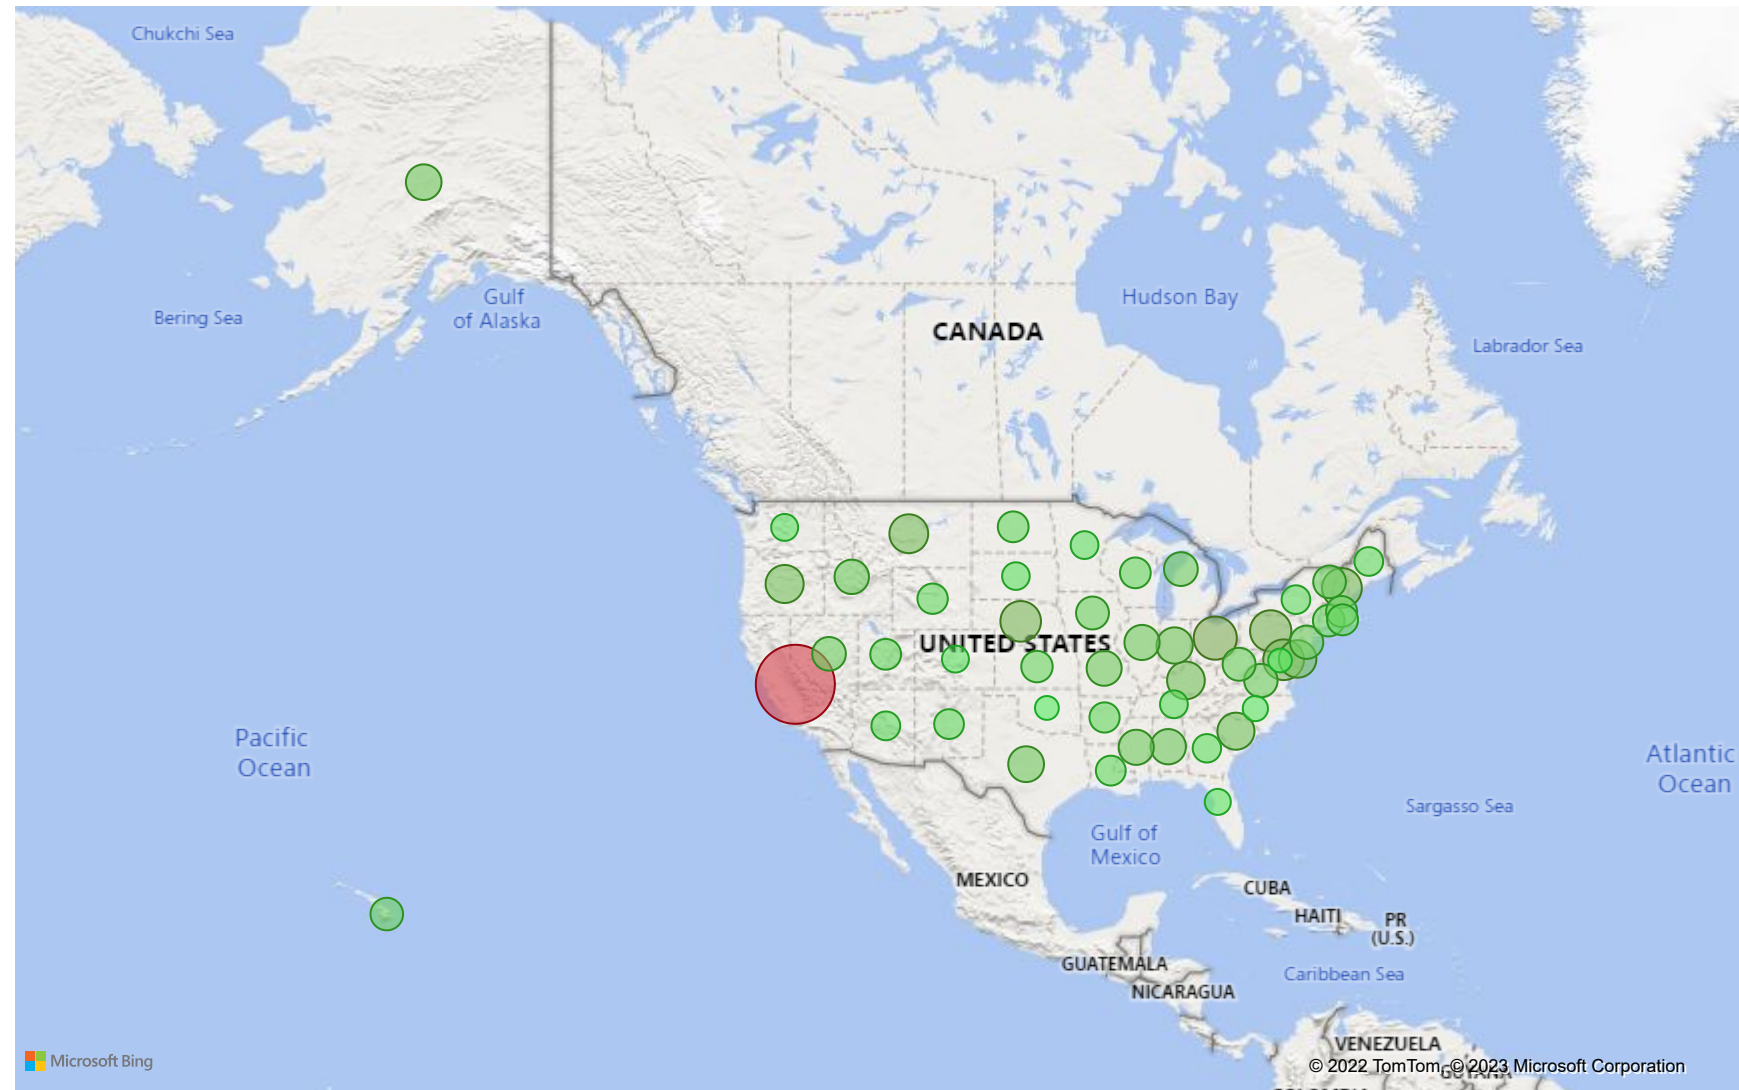 Chukchi Sea
Gulf
of Alaska
Bering Sea
CANADA
Hudson Bay
Labrador Sea
UNITED STATES
Pacific
Ocean
Atlantic
Ocean
Sargasso Sea
Gulf of
Mexico
MEXICO
CUBA
HAITI
PR
(U.S.)
GUATEMALA
Caribbean Sea
NICARAGUA
VENEZUELA
Microsoft Bing
© 2022 TomTom, © 2023 Microsoft Corporation
GUYANA
COLOMBIA